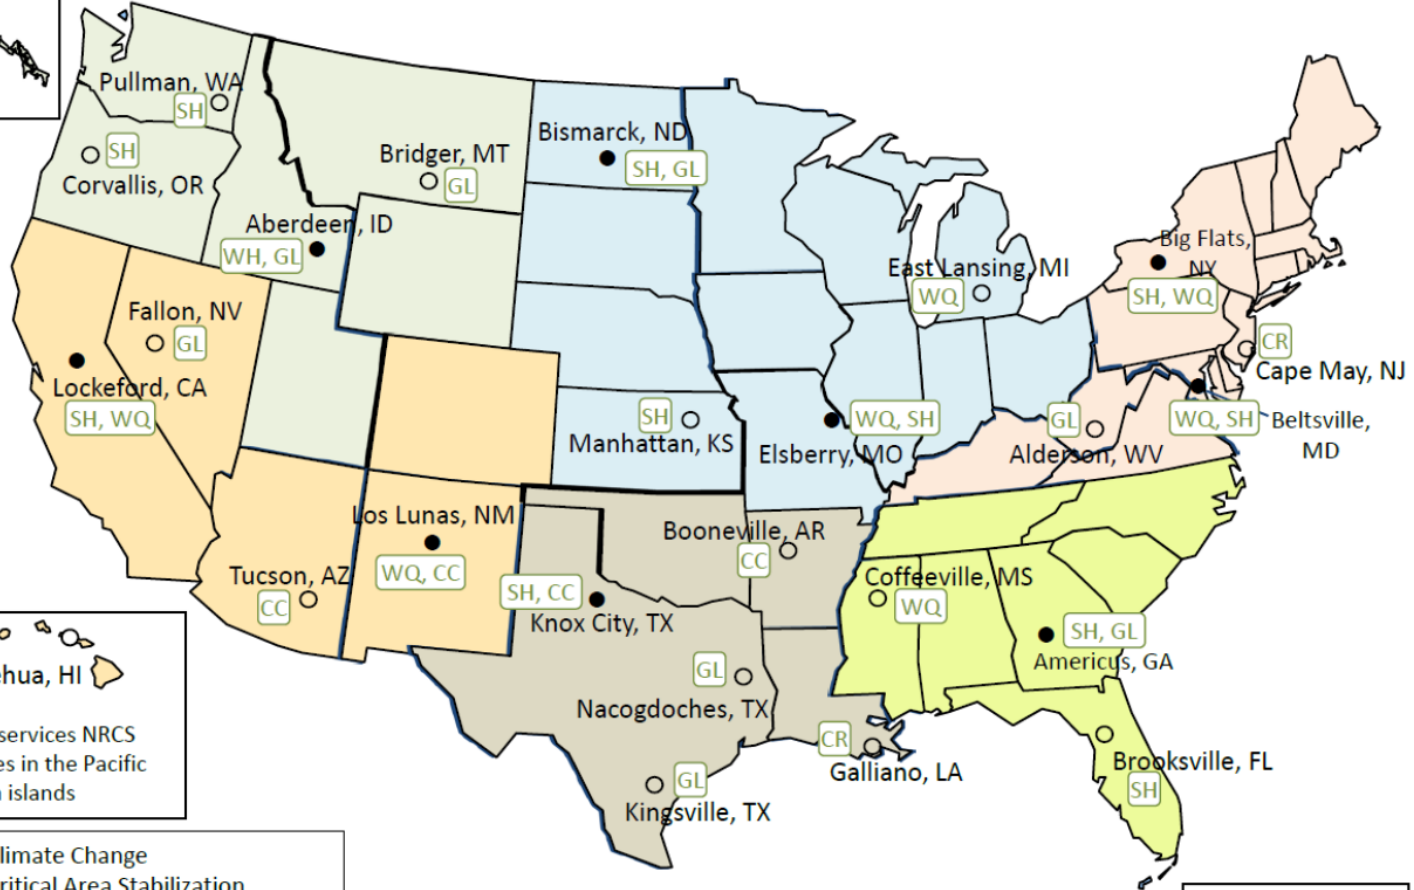 Pullman, WA
SH
SH
Corvallis, OR
Bridger, MT
GL
Bismarck, ND
SH, GL
Aberdeen, ID
WH, GL
Big Flats,
NY
SH, WQ
East Lansing, MI
WQ
Fallon, NV
GL
CR
Cape May, NJ
Lockeford, CA
SH, WQ
SH
Manhattan, KS
WQ, SH
Elsberry, MO
GL
Alderson, WV
WQ, SH
Beltsville,
MD
Los Lunas, NM
WQ, CC
Booneville, AR
CC
Tucson, AZ
CC
SH, CC
Knox City, TX
Coffeeville, MS
WQ
SH, GL
Americus, GA
GL
Nacogdoches, TX
CR
Galliano, LA
GL
Kingsville, TX
Brooksville, FL
SH
ehua, HI
services NRCS
es in the Pacific
islands
limate Change
ritical Area Stabilization